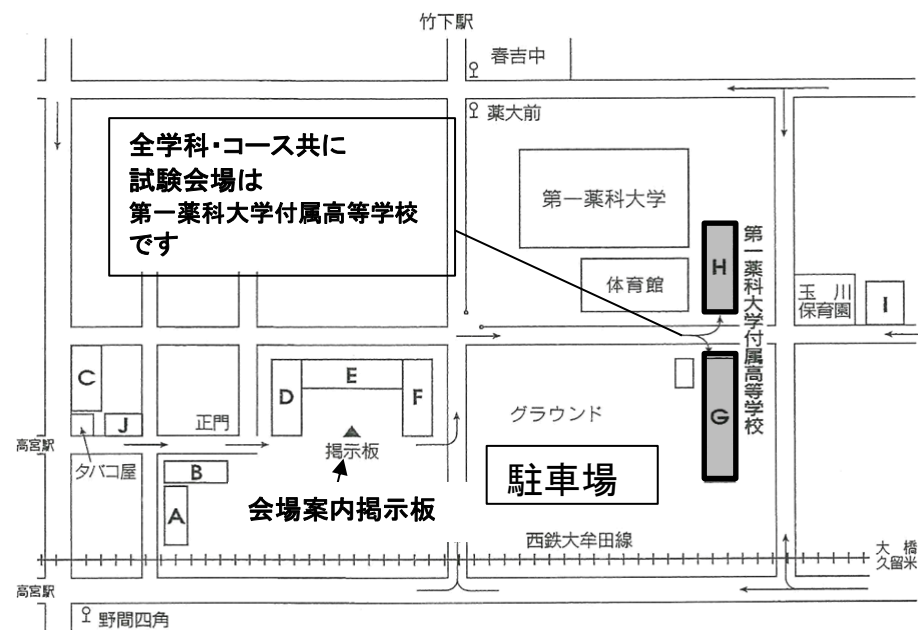 竹下駅
春吉中
薬大前
全学科・コース共に
試験会場は
第一薬科大学付属高等学校
です
第一薬科大学
体育館
H
第一薬科大学付属高等学校
玉川
保育園
I
C
D
E
F
J
正門
高宮駅
タバコ屋
掲示板
グラウンド
G
B
A
会場案内掲示板
駐車場
西鉄大牟田線
大橋
久留米
高宮駅
野間四角